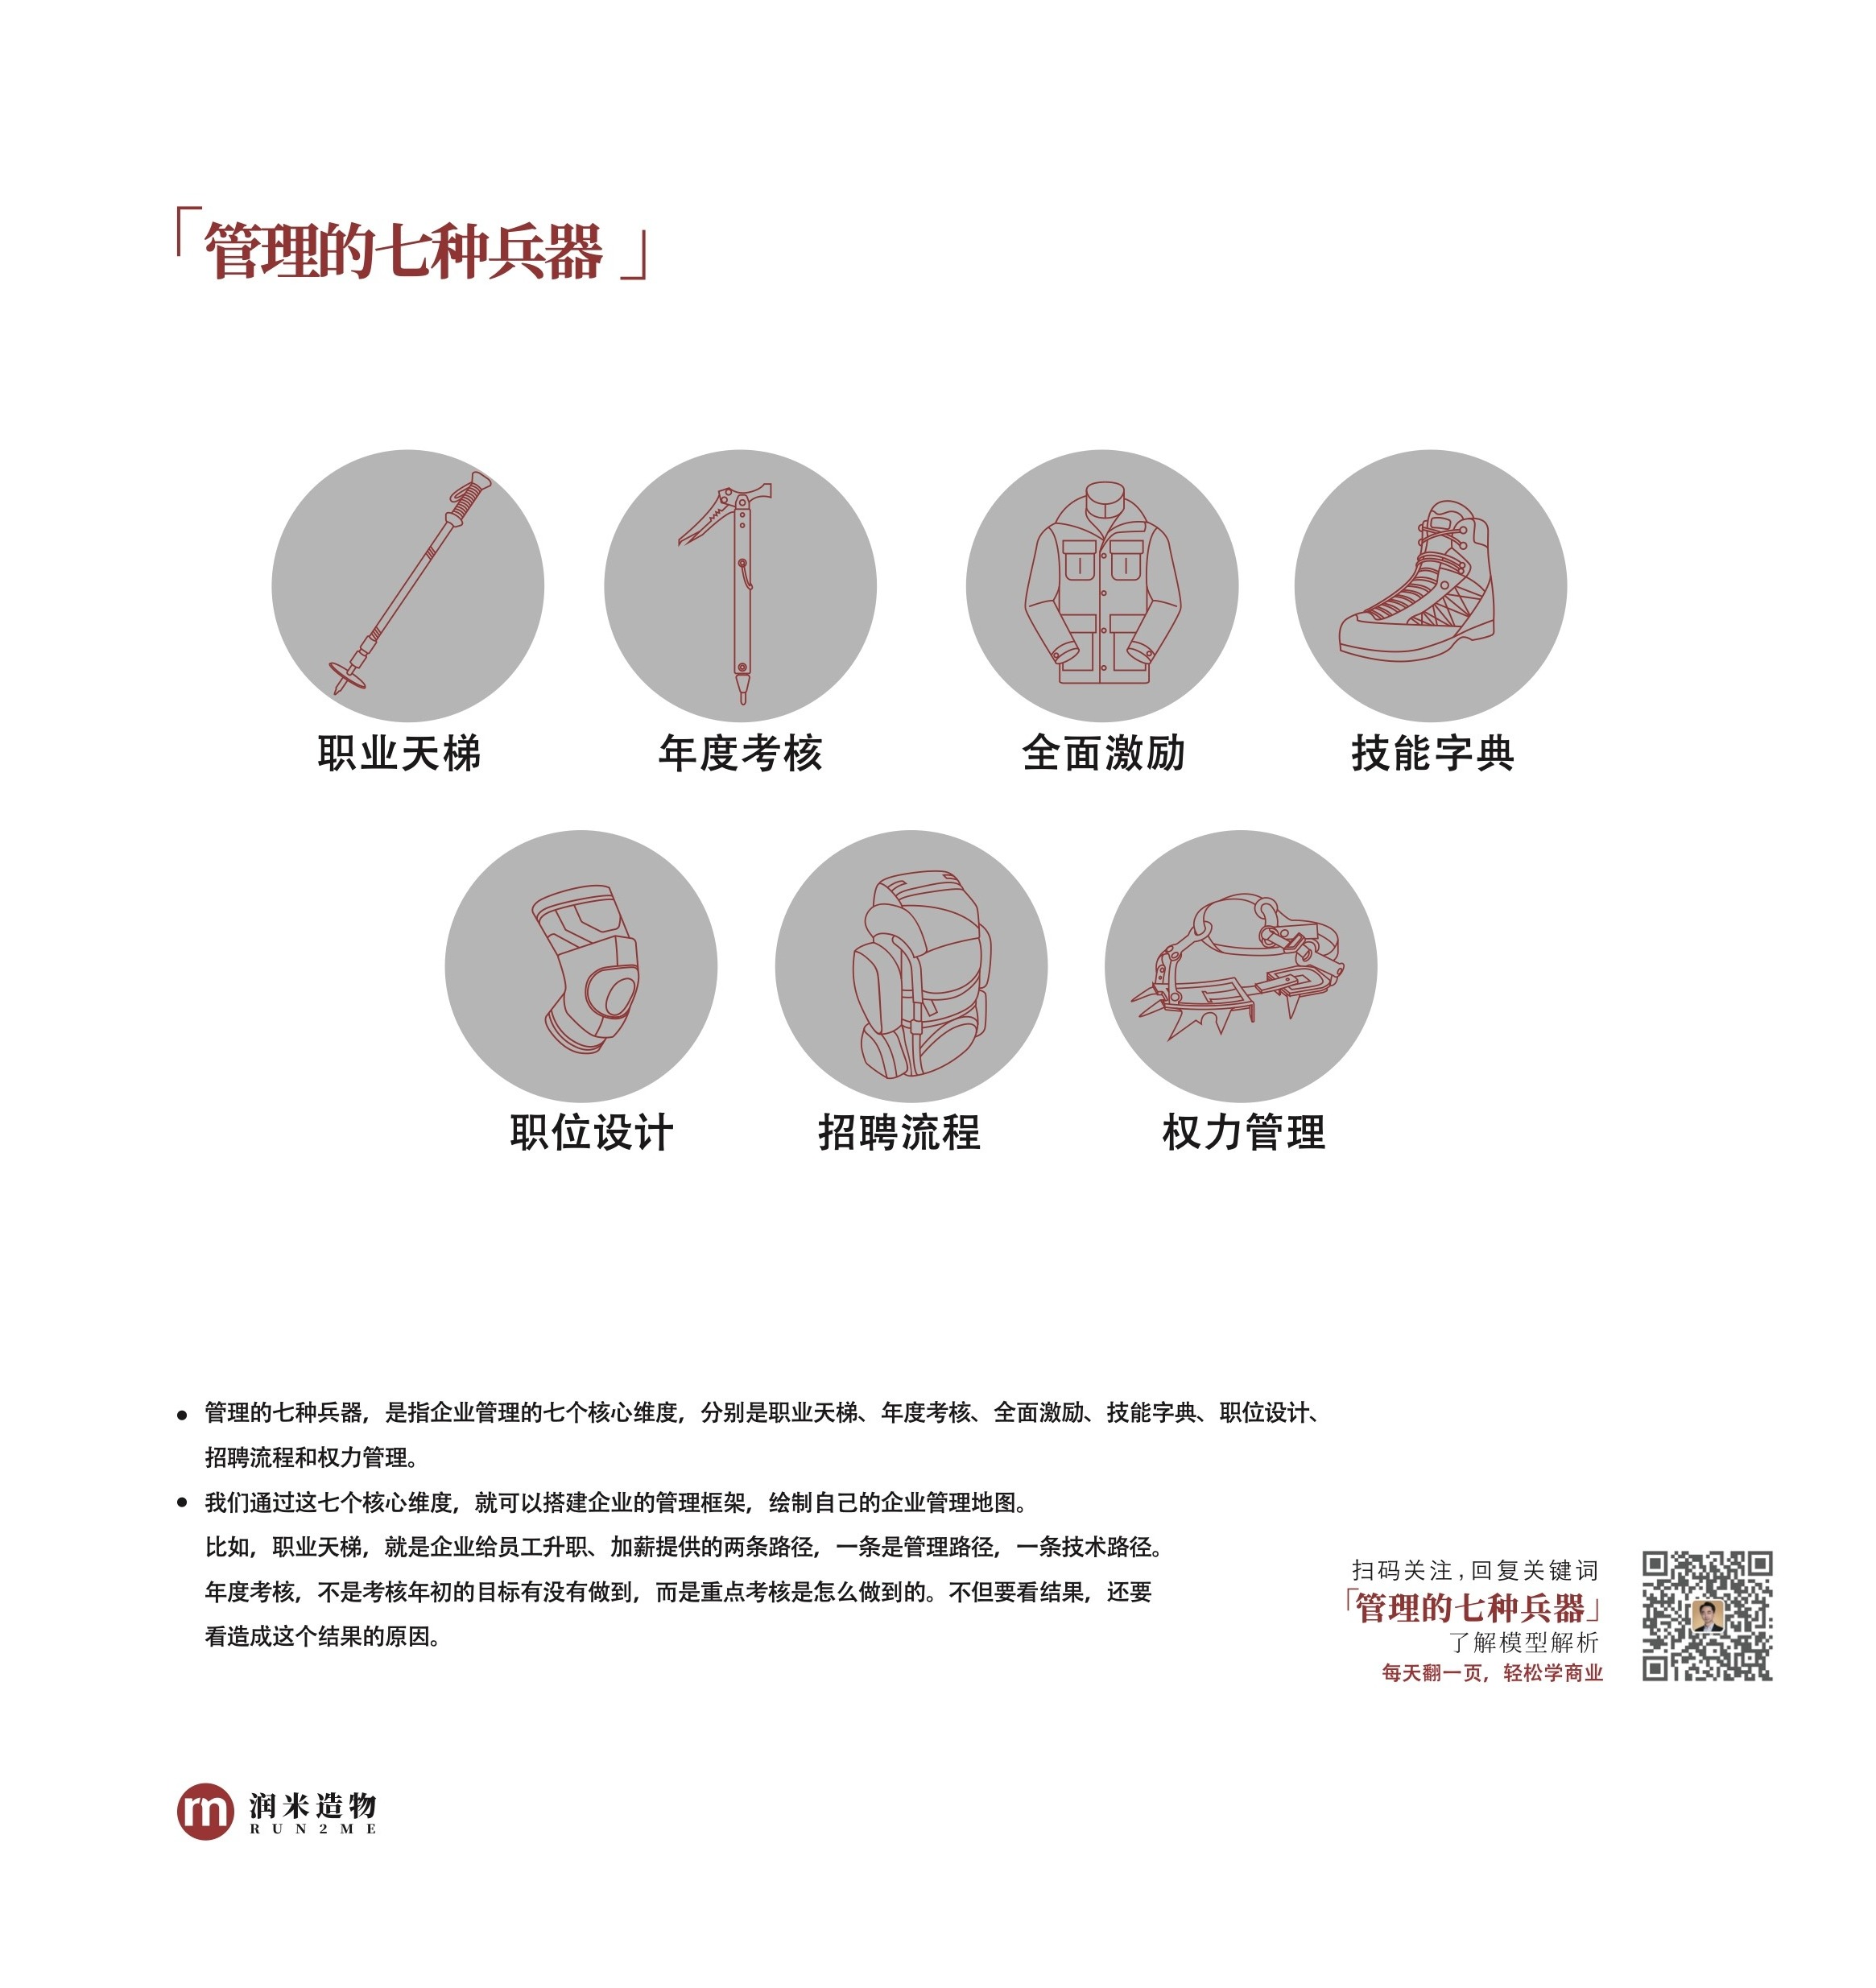 「管理的七种兵器」
职业天梯
年度考核
全面激励
技能字典
职位设计
招聘流程
权力管理
● 管理的七种兵器，是指企业管理的七个核心维度，分别是职业天梯、年度考核、全面激励、技能字典、职位设计、
招聘流程和权力管理。
● 我们通过这七个核心维度，就可以搭建企业的管理框架，绘制自己的企业管理地图。
比如，职业天梯，就是企业给员工升职、加薪提供的两条路径，一条是管理路径，一条技术路径。
年度考核，不是考核年初的目标有没有做到，而是重点考核是怎么做到的。不但要看结果，还要
看造成这个结果的原因。
扫码关注，回复关键词
「管理的七种兵器」
了解模型解析
每天翻一页，轻松学商业
m
润米造物
RUN2ME